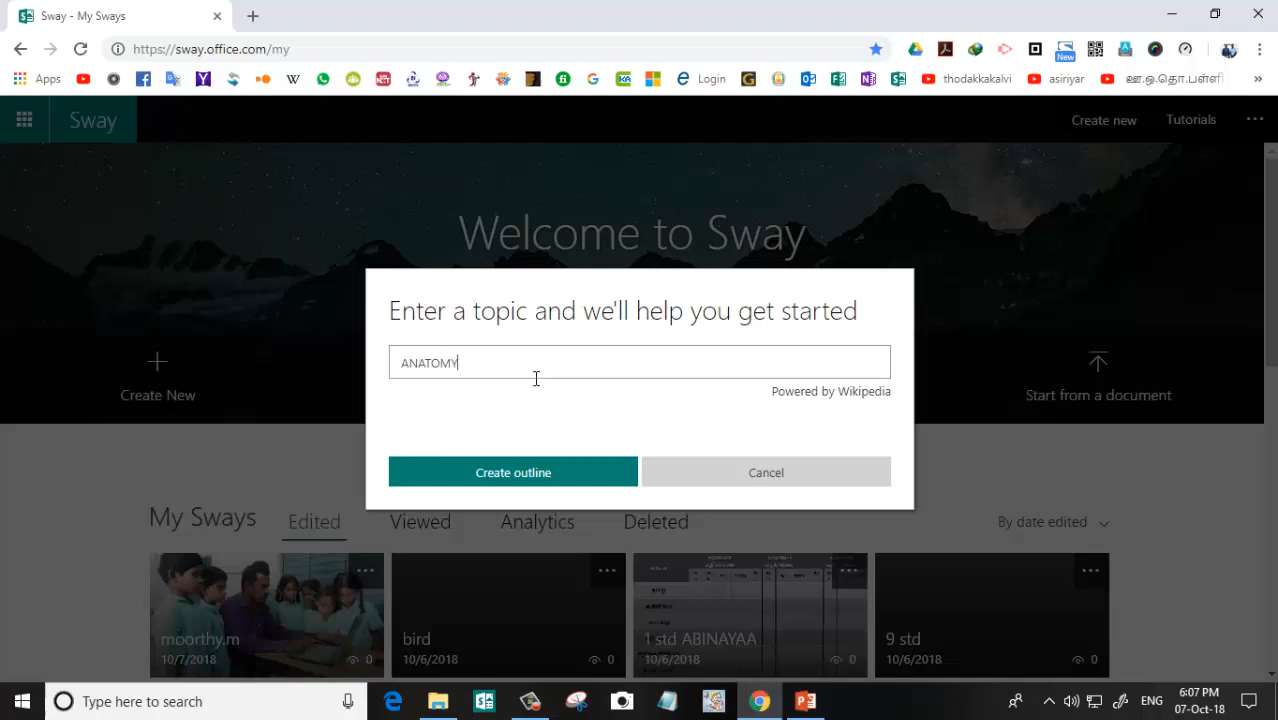 Sway - My Sways
https://sway.office.com/my
New
Apps
Login
thodakkakalvi
asiriyar
ஊ.ஒ.தொ.பள்ளி
Sway
Create new
Tutorials
Welcome to Sway
Enter a topic and we'll help you get started
ANATOMY
Powered by Wikipedia
Create New
Start from a document
Create outline
Cancel
My Sways
Edited
Viewed
Analytics
Deleted
By date edited
moorthy.m
10/7/2018
0
bird
10/6/2018
0
1 std ABINAYAA
10/6/2018
0
9 std
10/6/2018
0
Type here to search
ENG
6:07 PM
07-Oct-18